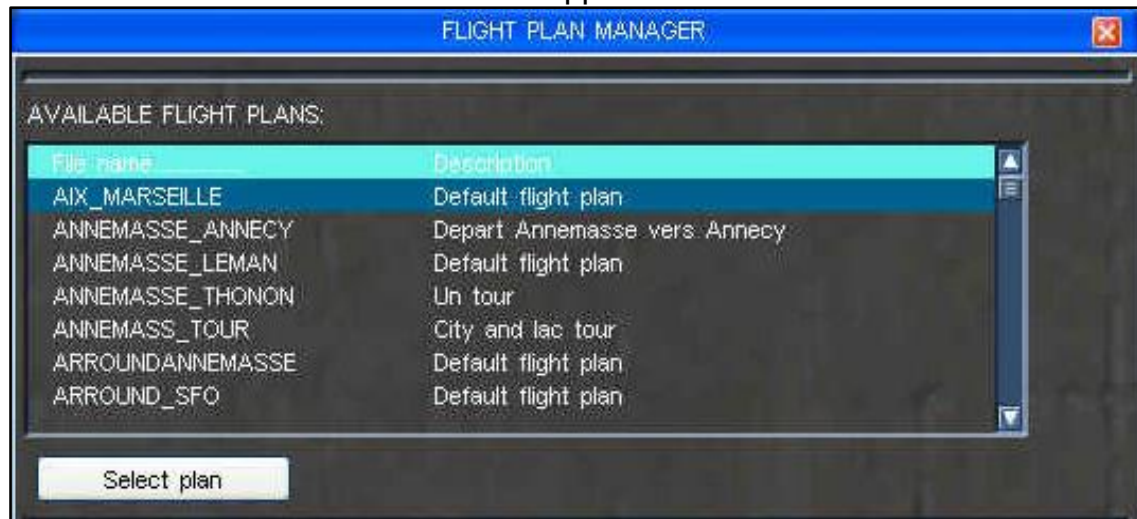 FLIGHT PLAN MANAGER
AVAILABLE FLIGHT PLANS:
File name Description
AIX_MARSEILLE Default flight plan
ANNEMASSE_ANNECY Depart Annemasse vers Annecy
ANNEMASSE_LEMAN Default flight plan
ANNEMASSE_THONON Un tour
ANNEMASS_TOUR City and lac tour
ARROUNDANNEMASSE Default flight plan
ARROUND_SFO Default flight plan
Select plan